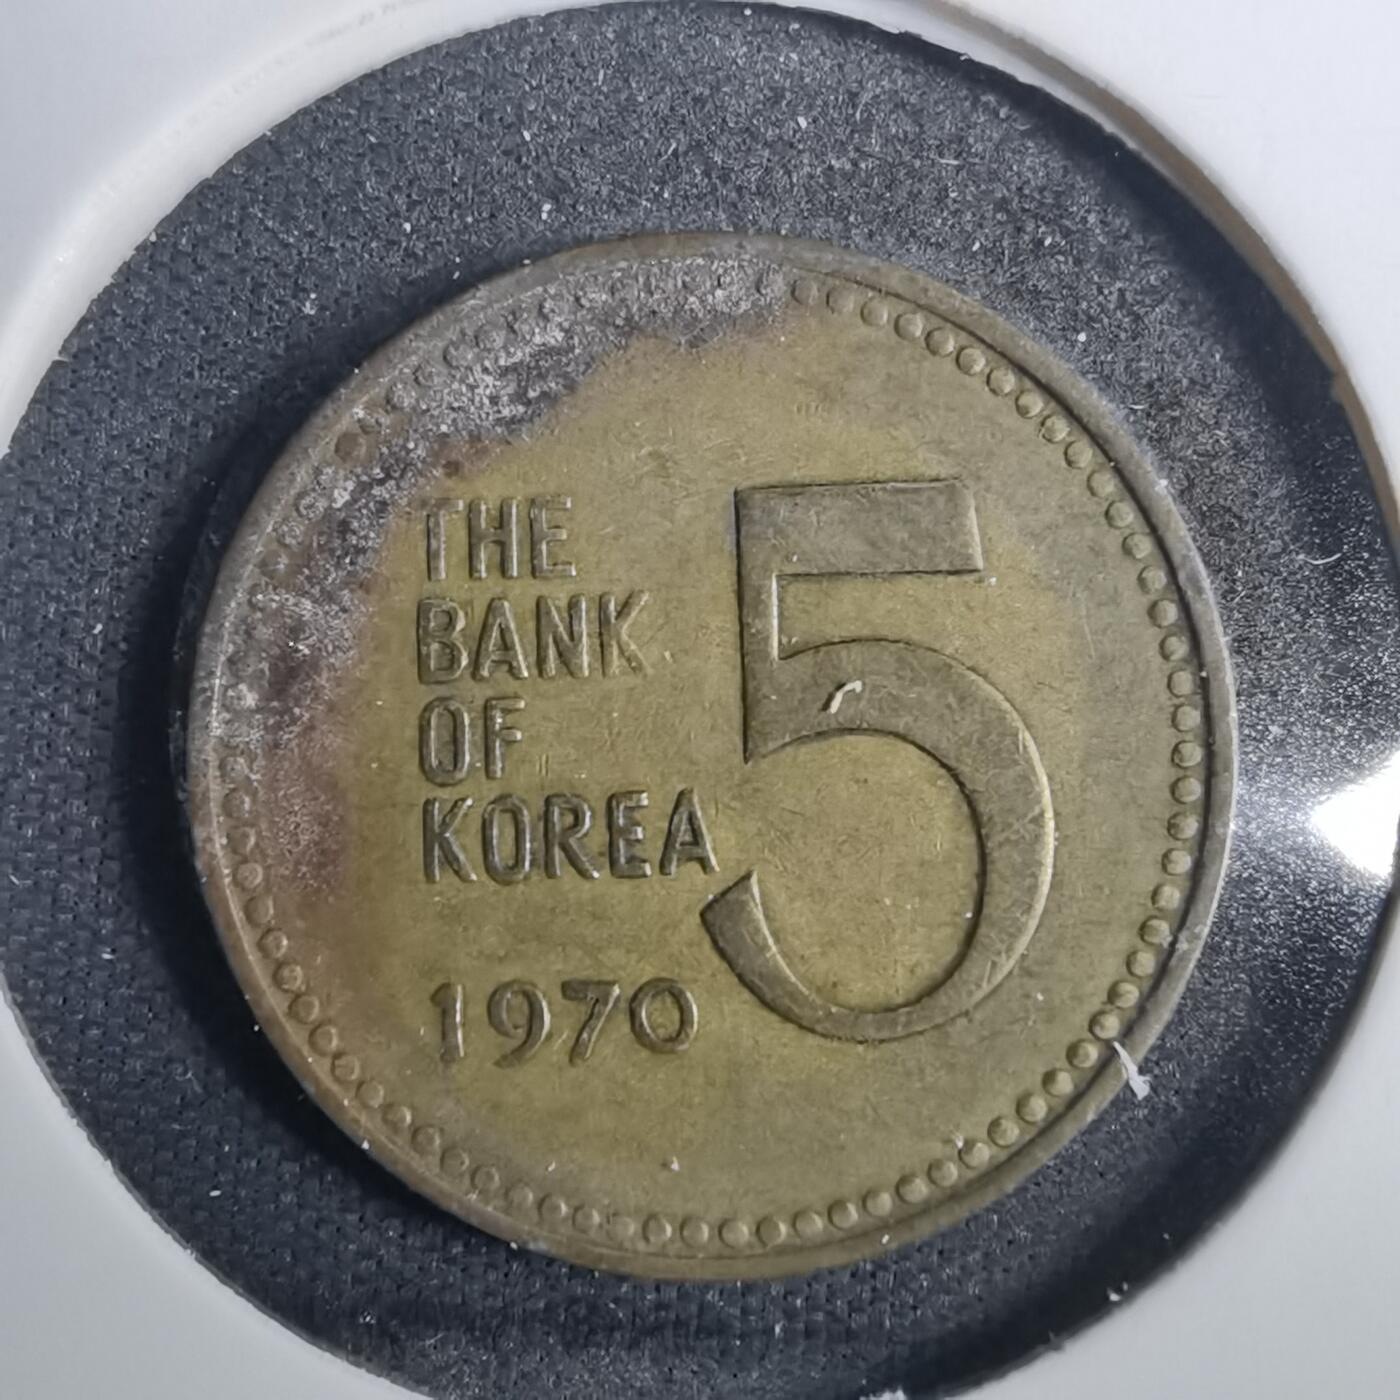 THE
BANK
OF
KOREA
5
1970